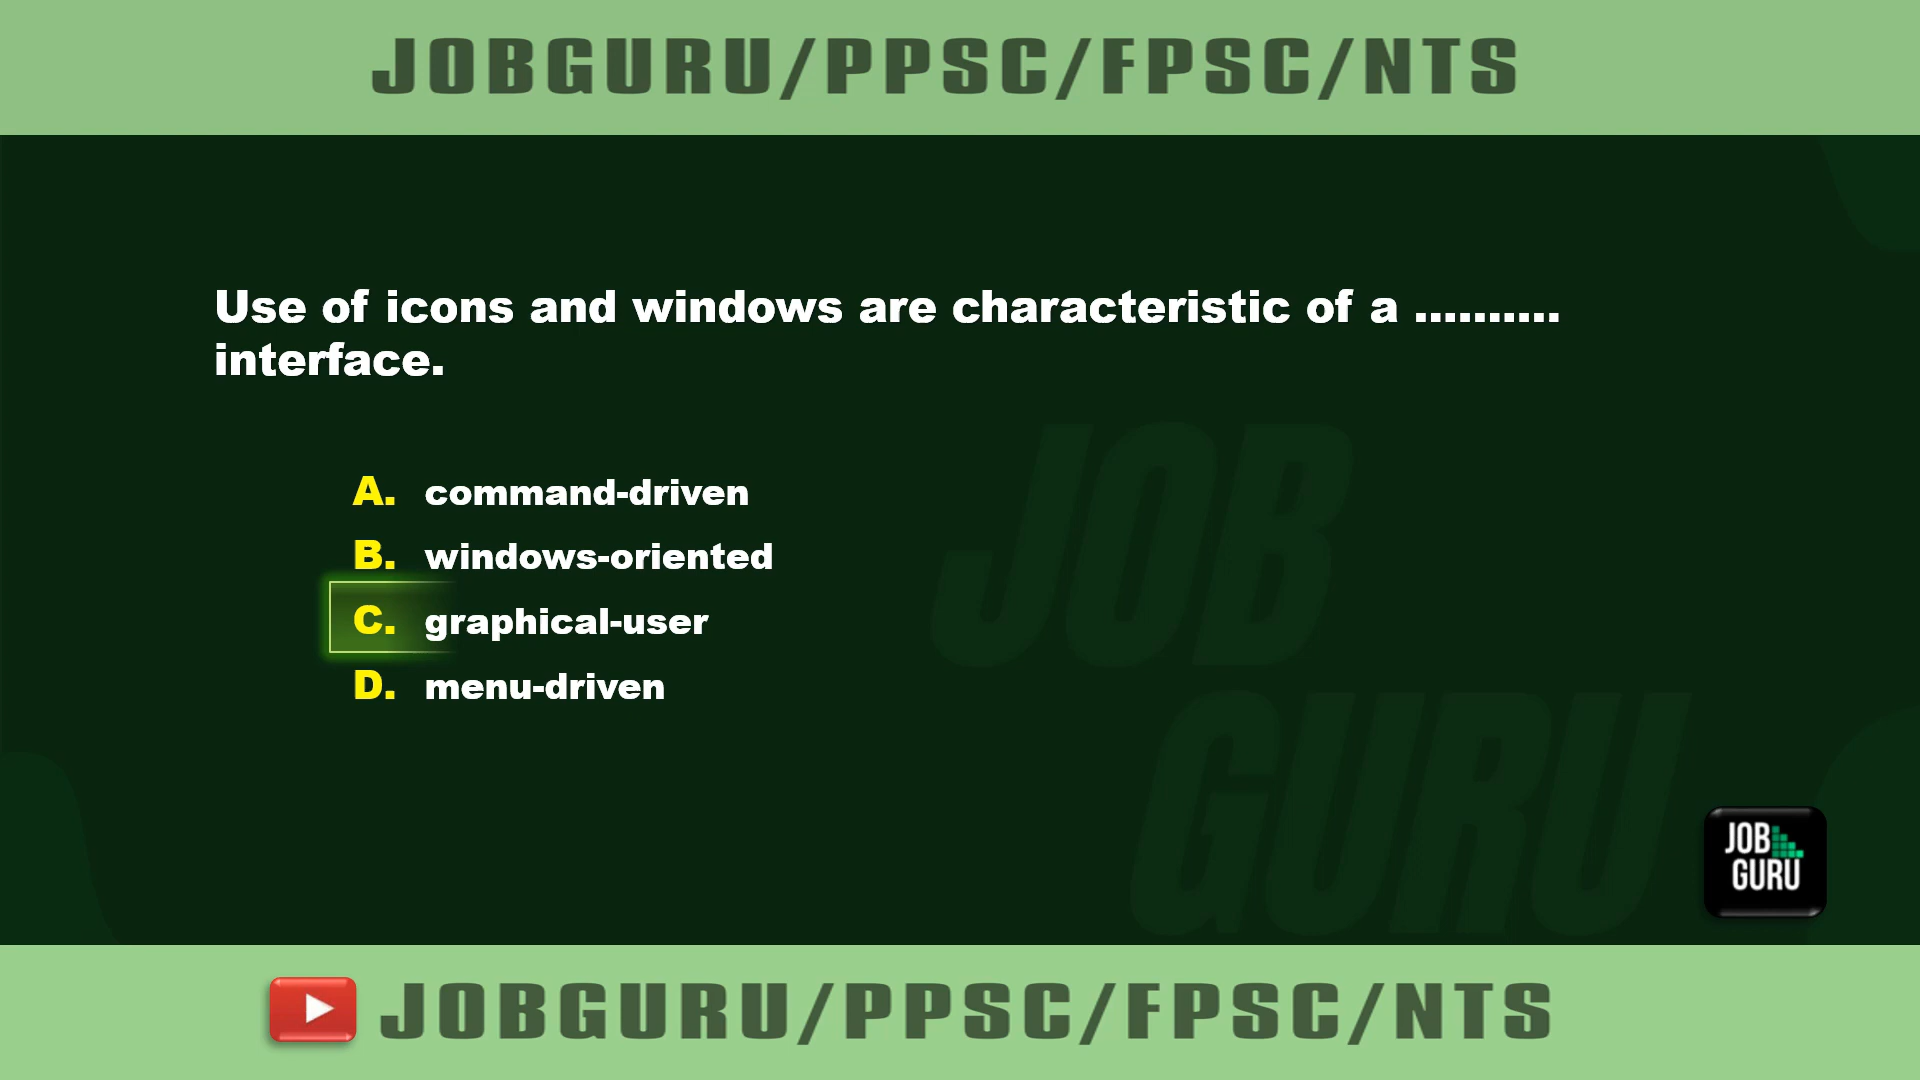 JOBGURU/PPSC/FPSC/NTS
Use of icons and windows are characteristic of a ..........
interface.
A. command-driven
B. windows-oriented
C. graphical-user
D. menu-driven
JOB
GURU
JOB
GURU
JOBGURU/PPSC/FPSC/NTS